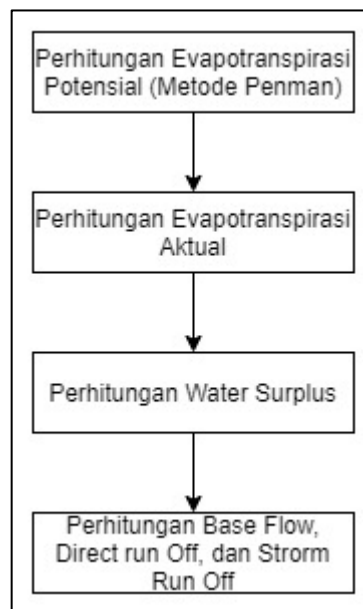 Perhitungan Evapotranspirasi
Potensial (Metode Penman)
Perhitungan Evapotranspirasi
Aktual
Perhitungan Water Surplus
Perhitungan Base Flow,
Direct run Off, dan Strorm
Run Off